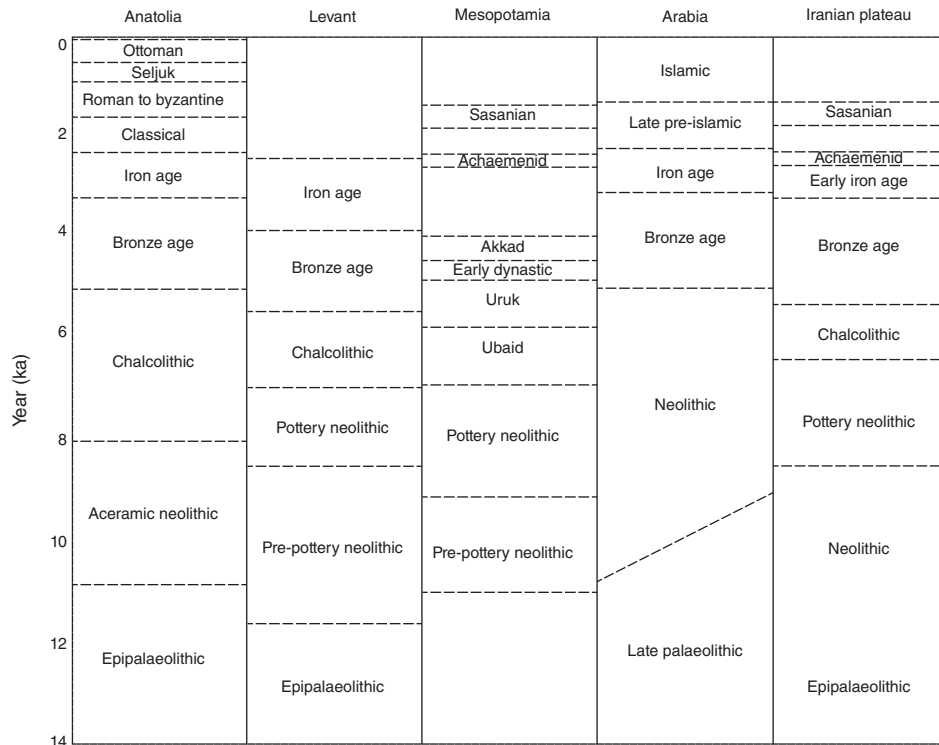 Anatolia
Levant
Mesopotamia
Arabia
Iranian plateau
Year (ka)
0
2
4
6
8
10
12
14
Ottoman
Seljuk
Roman to byzantine
Classical
Iron age
Bronze age
Chalcolithic
Aceramic neolithic
Epipalaeolithic
Iron age
Bronze age
Chalcolithic
Pottery neolithic
Pre-pottery neolithic
Epipalaeolithic
Sasanian
Achaemenid
Akkad
Early dynastic
Uruk
Ubaid
Pottery neolithic
Pre-pottery neolithic
Islamic
Late pre-islamic
Iron age
Bronze age
Neolithic
Late palaeolithic
Sasanian
Achaemenid
Early iron age
Bronze age
Chalcolithic
Pottery neolithic
Neolithic
Epipalaeolithic